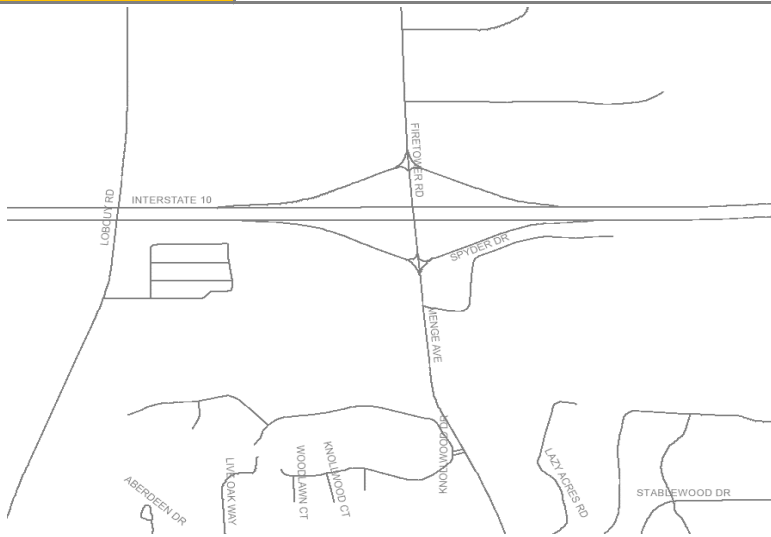 FIRETOWER RD
INTERSTATE 10
LOBOUY RD
SPYDER DR
MENGE AVE
KNOLLWOOD DR
LIVE OAK WAY
WOODLAWN CT
KNOLLWOOD CT
LAZY ACRES RD
ABERDEEN DR
STABLEWOOD DR